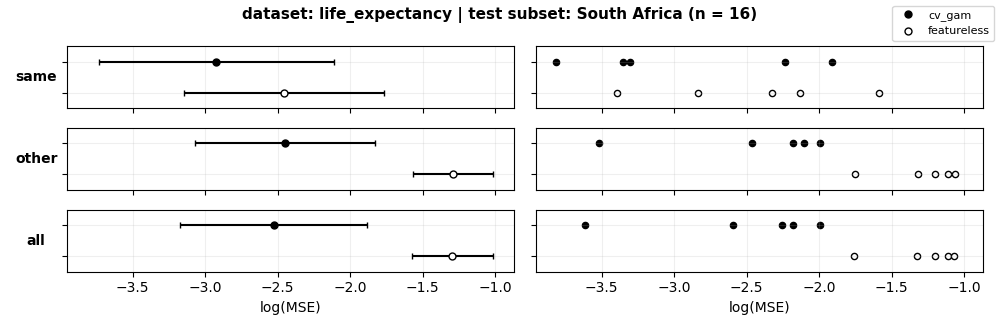 dataset: life_expectancy | test subset: South Africa (n = 16)
cv_gam
featureless
same
other
all
−3.5 −3.0 −2.5 −2.0 −1.5 −1.0
−3.5 −3.0 −2.5 −2.0 −1.5 −1.0
log(MSE)
log(MSE)